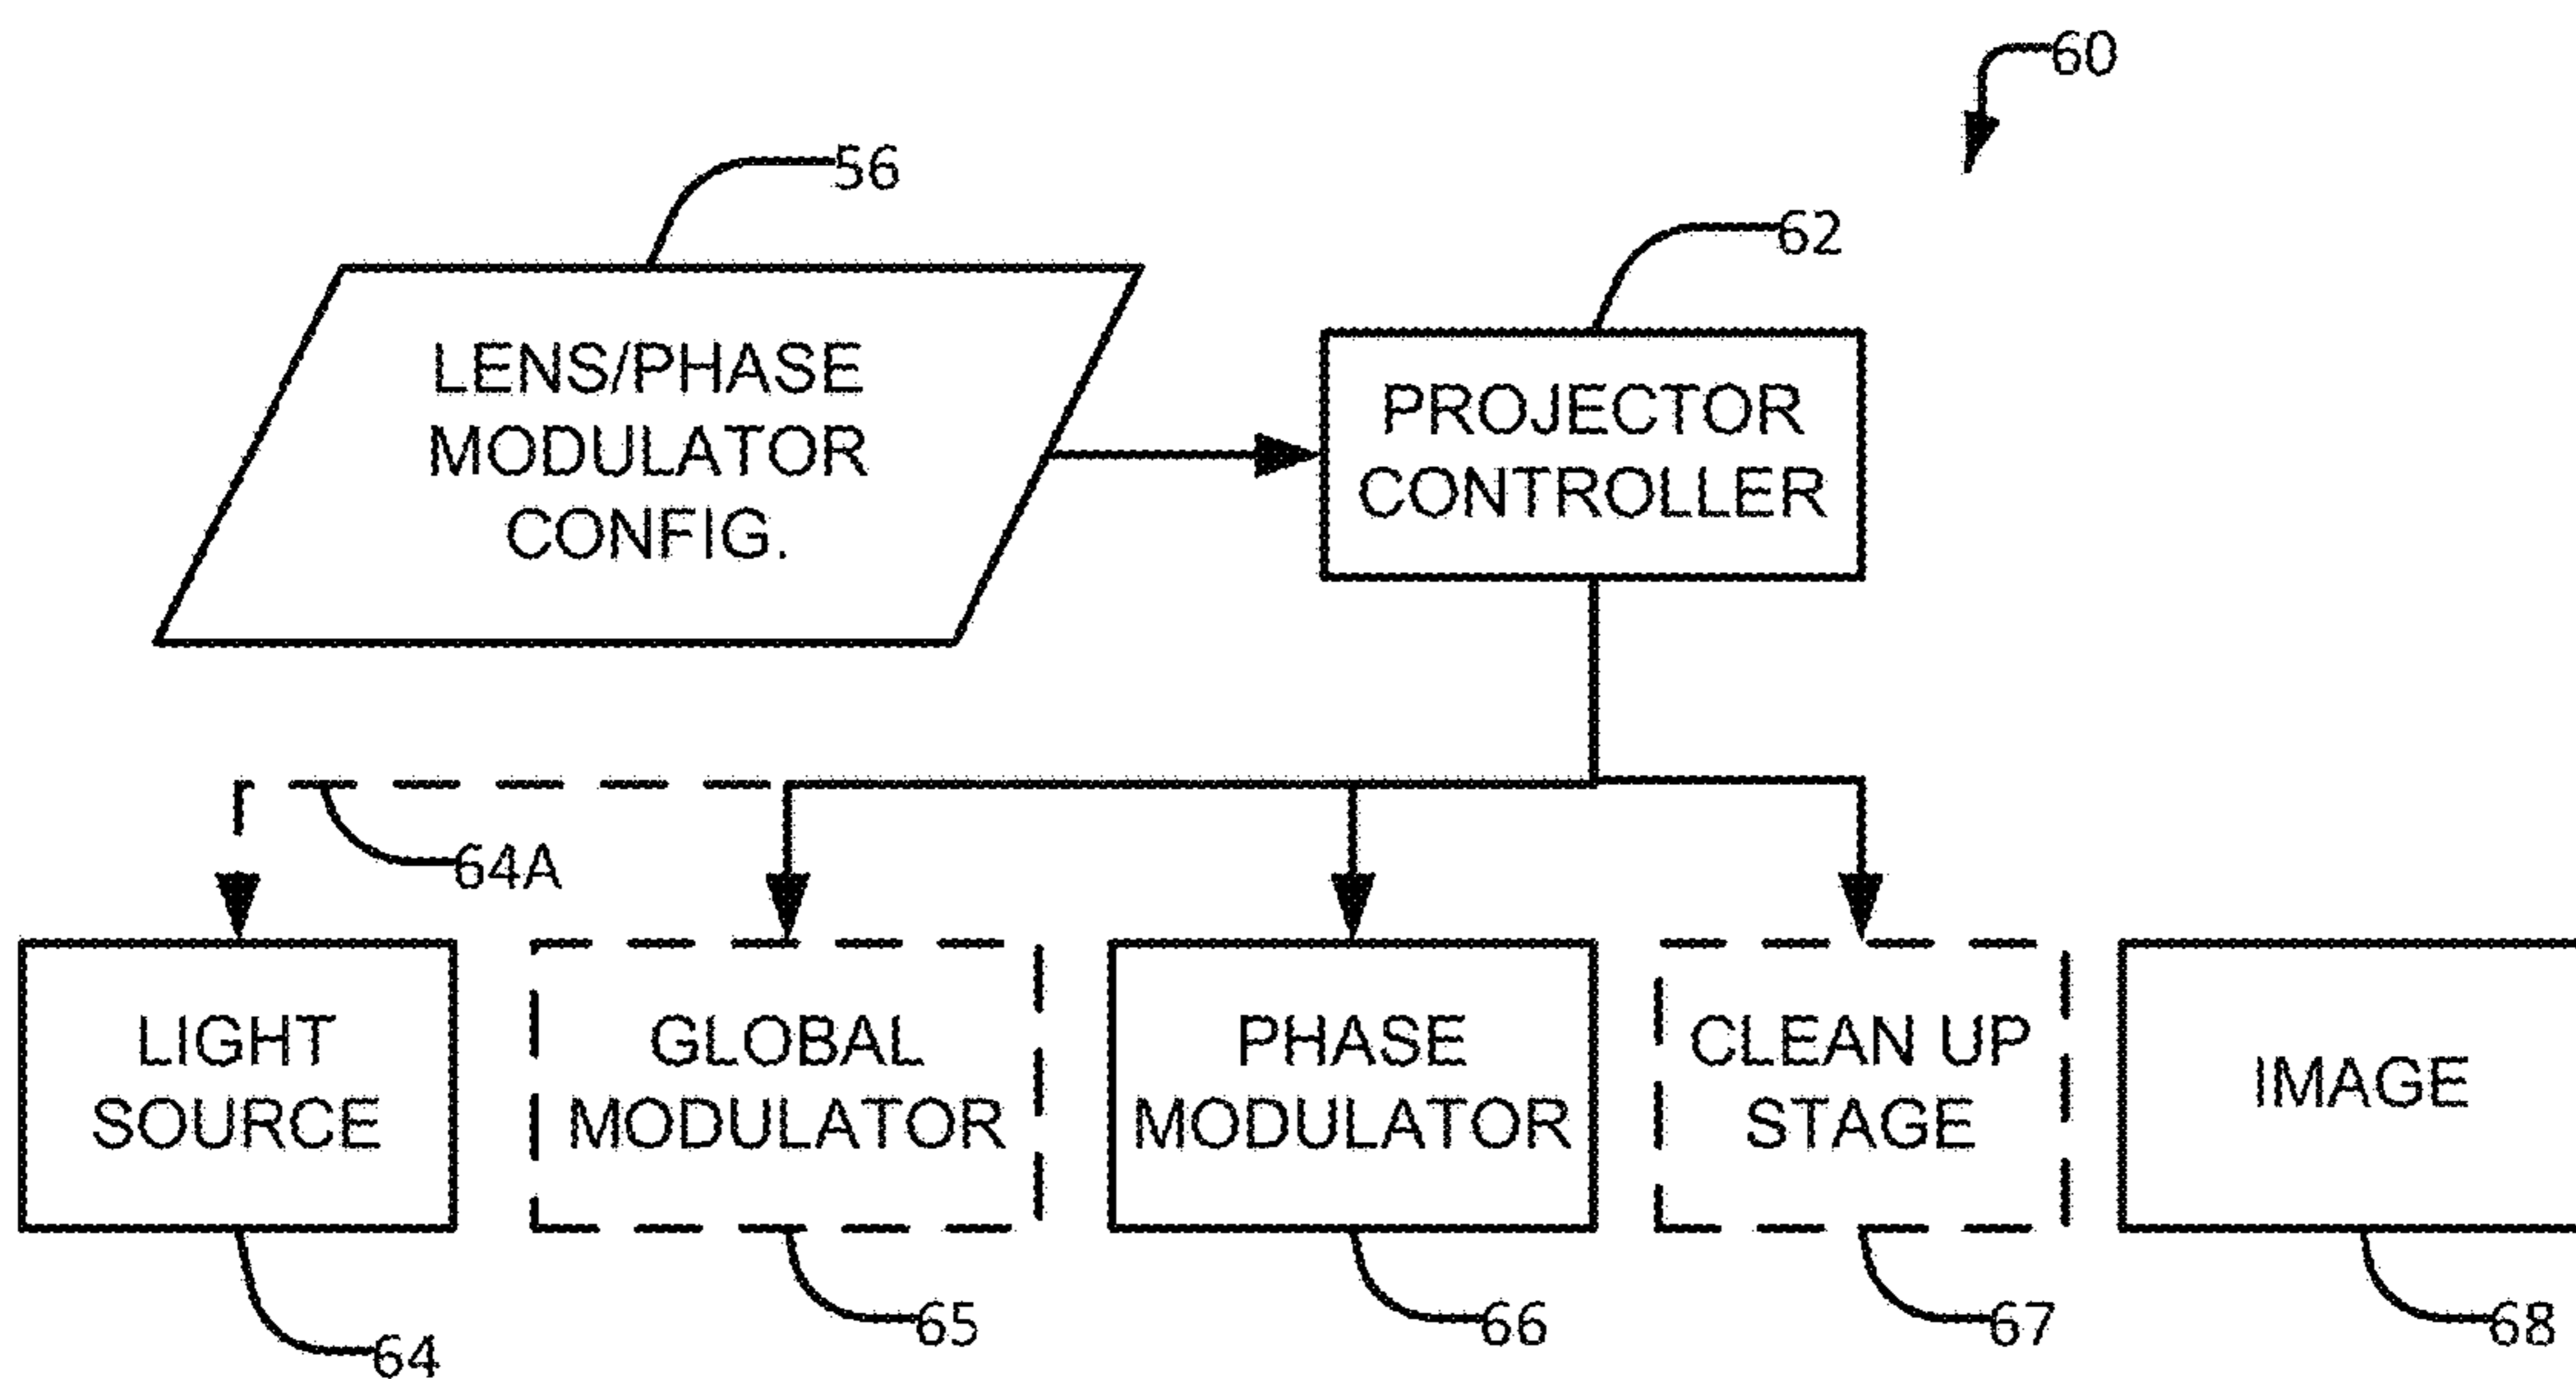 60
56
62
LENS/PHASE
MODULATOR
CONFIG.
PROJECTOR
CONTROLLER
64A
LIGHT
SOURCE
GLOBAL
MODULATOR
PHASE
MODULATOR
CLEAN UP
STAGE
IMAGE
64
65
66
67
68